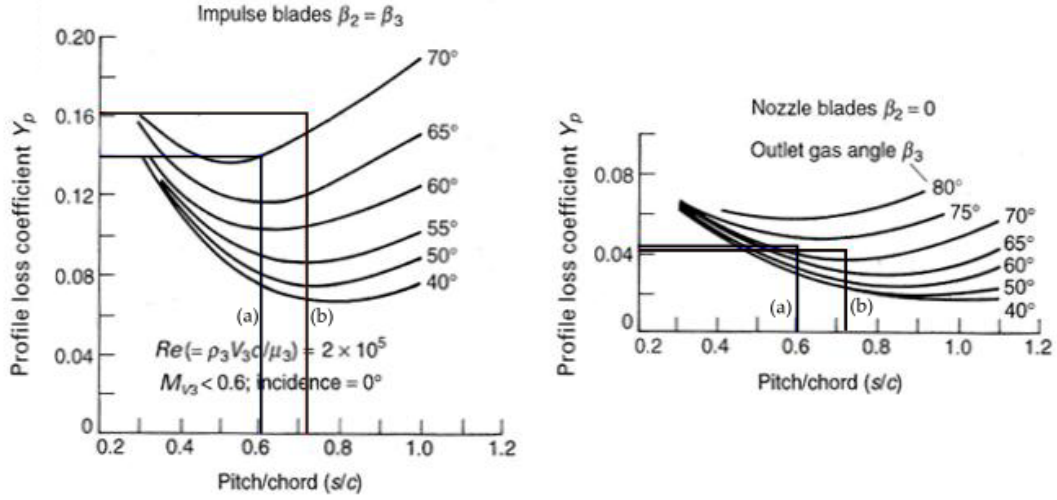 Impulse blades β₂ = β₃
Profile loss coefficient Yₚ
0.20
0.16
0.12
0.08
0.04
0
70°
65°
60°
55°
50°
40°
(a)
(b)
Re(= ρ₃V₃c/μ₃) = 2 × 10⁵
M_V₃ < 0.6; incidence = 0°
0.2 0.4 0.6 0.8 1.0 1.2
Pitch/chord (s/c)
Nozzle blades β₂ = 0
Outlet gas angle β₃
Profile loss coefficient Yₚ
0.08
0.04
0
80°
75°
70°
65°
60°
50°
40°
(a)
(b)
0.2 0.4 0.6 0.8 1.0 1.2
Pitch/chord (s/c)